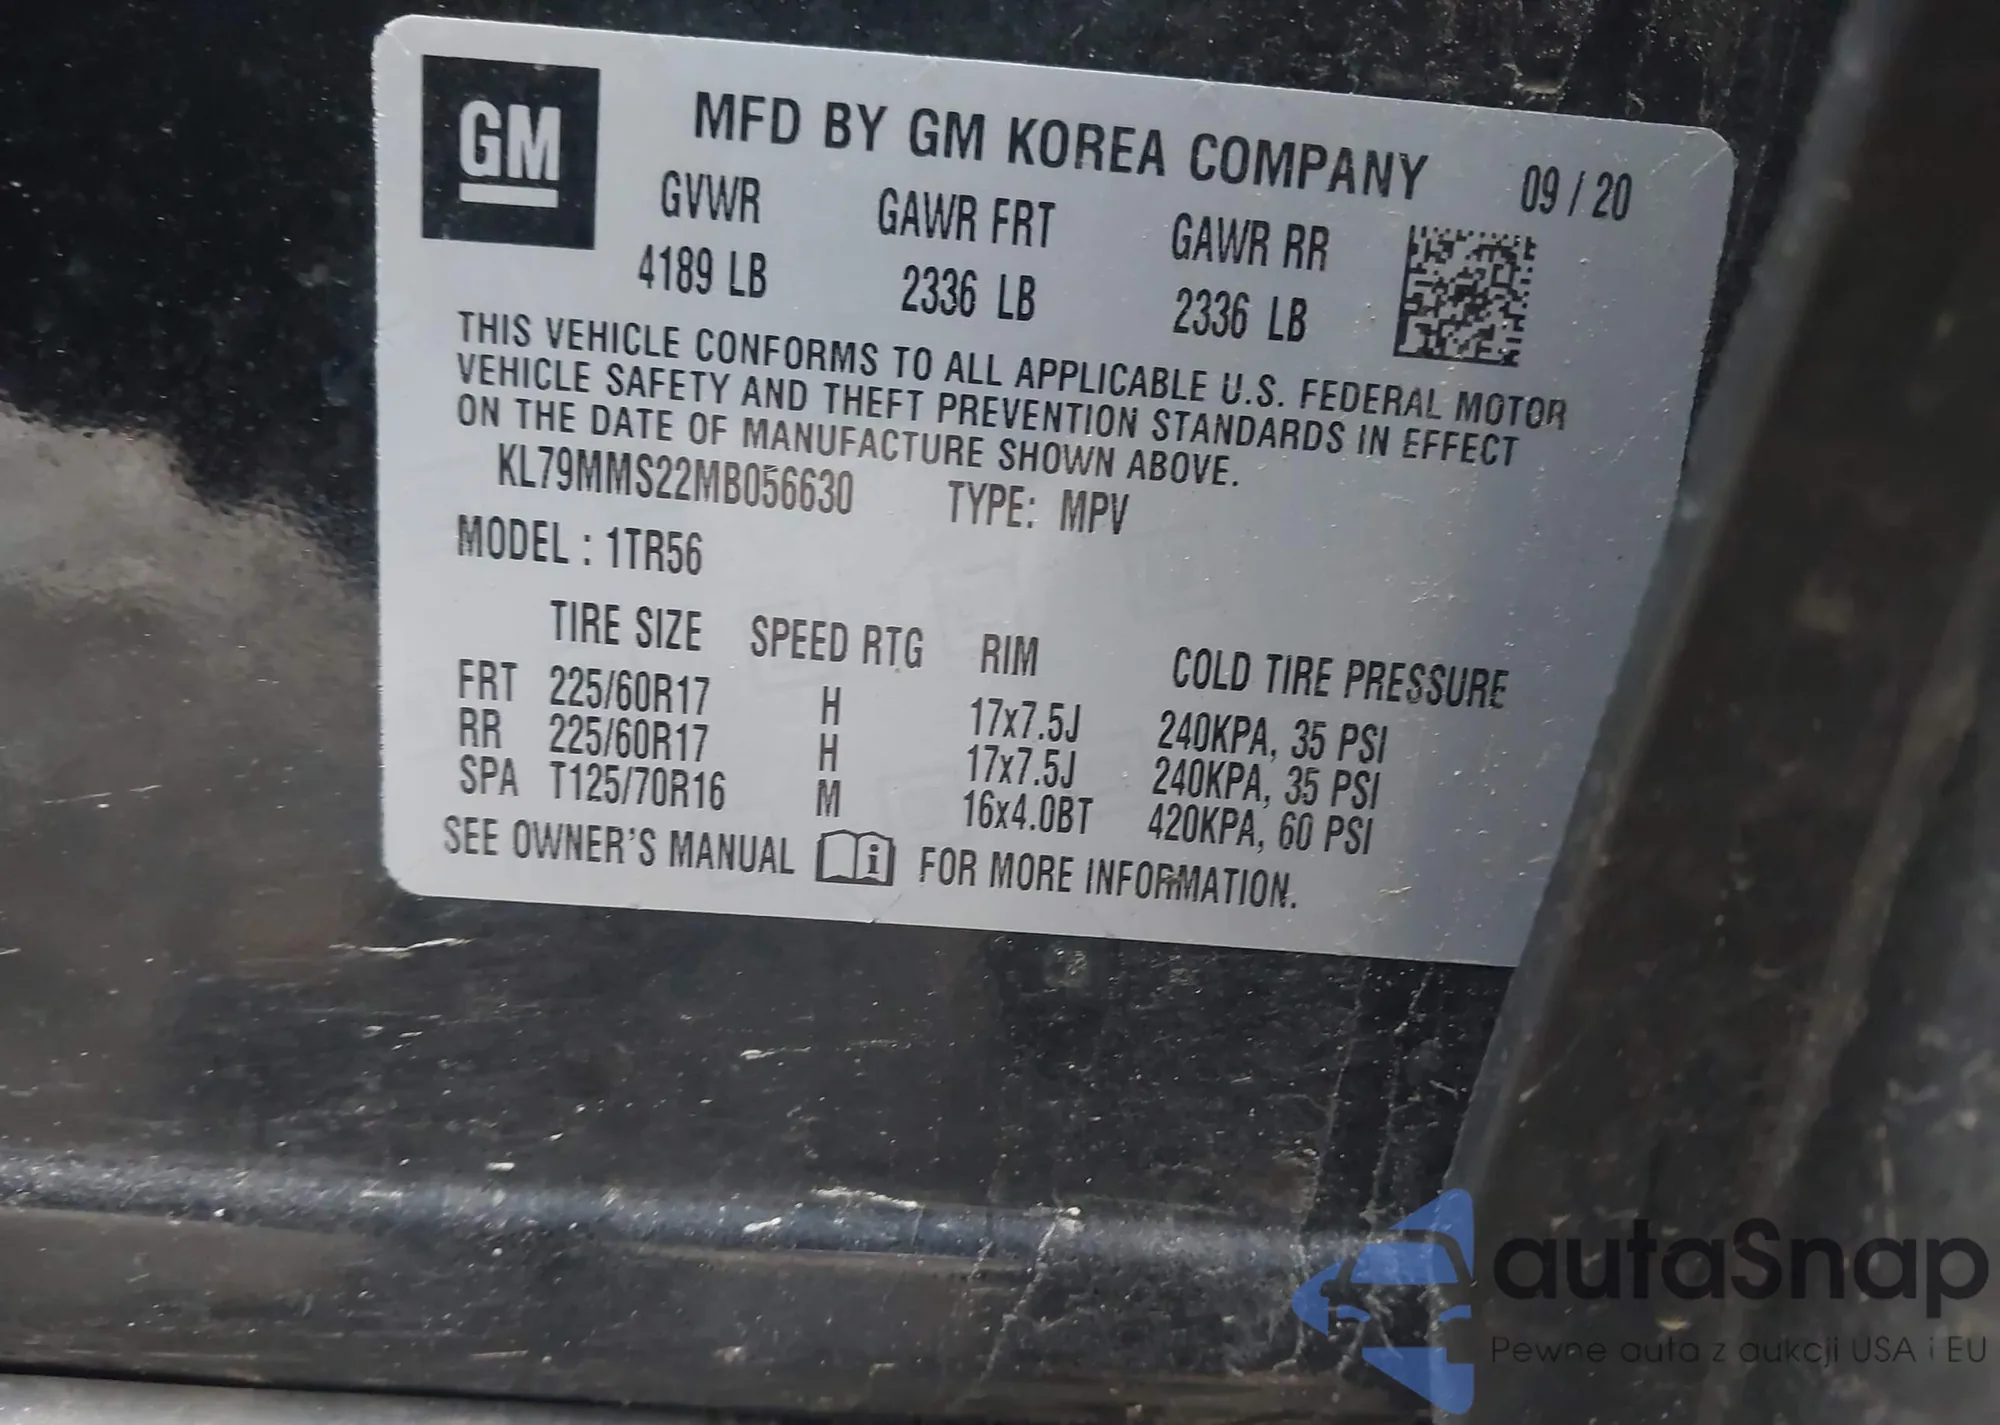 GM
MFD BY GM KOREA COMPANY 09 / 20
GVWR GAWR FRT GAWR RR
4189 LB 2336 LB 2336 LB
THIS VEHICLE CONFORMS TO ALL APPLICABLE U.S. FEDERAL MOTOR
VEHICLE SAFETY AND THEFT PREVENTION STANDARDS IN EFFECT
ON THE DATE OF MANUFACTURE SHOWN ABOVE.
KL79MMS22MB056630 TYPE: MPV
MODEL : 1TR56
TIRE SIZE SPEED RTG RIM COLD TIRE PRESSURE
FRT 225/60R17 H 17x7.5J 240KPA, 35 PSI
RR 225/60R17 H 17x7.5J 240KPA, 35 PSI
SPA T125/70R16 M 16x4.0BT 420KPA, 60 PSI
SEE OWNER'S MANUAL i FOR MORE INFORMATION.
autaSnap
Pewne auta z aukcji USA i EU